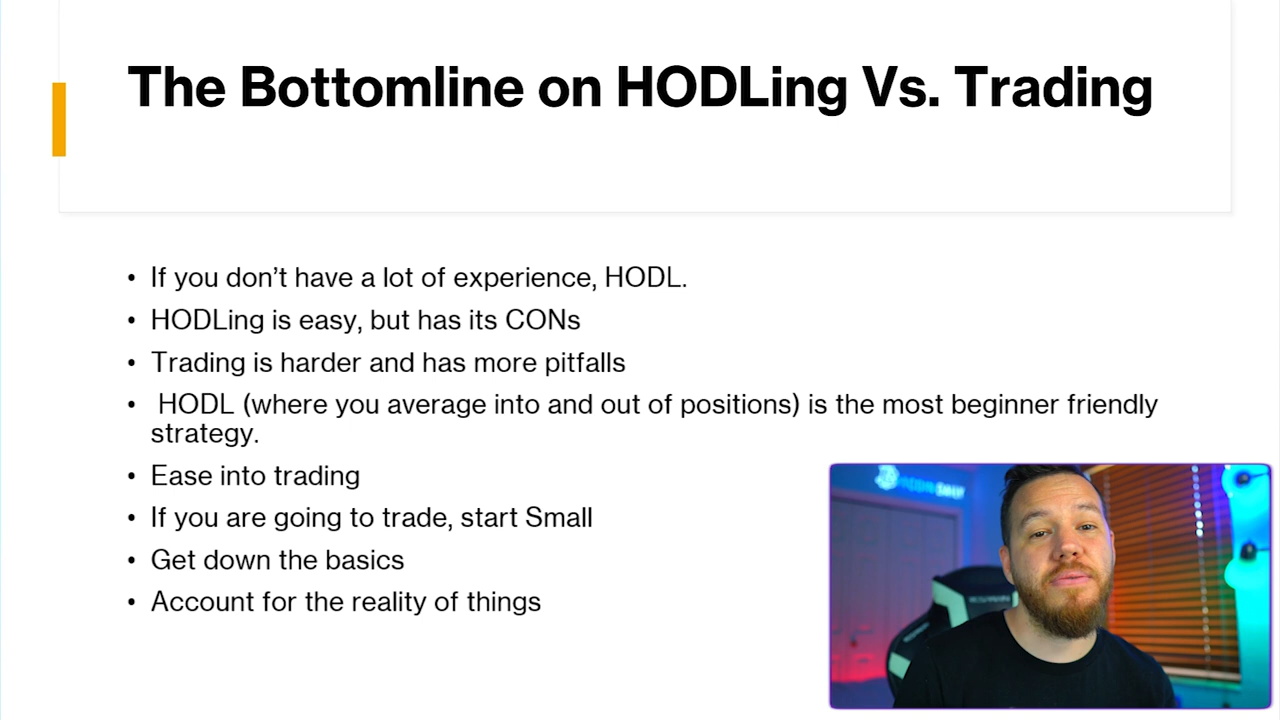 The Bottomline on HODLing Vs. Trading
• If you don't have a lot of experience, HODL.
• HODLing is easy, but has its CONs
• Trading is harder and has more pitfalls
• HODL (where you average into and out of positions) is the most beginner friendly
strategy.
• Ease into trading
• If you are going to trade, start Small
• Get down the basics
• Account for the reality of things